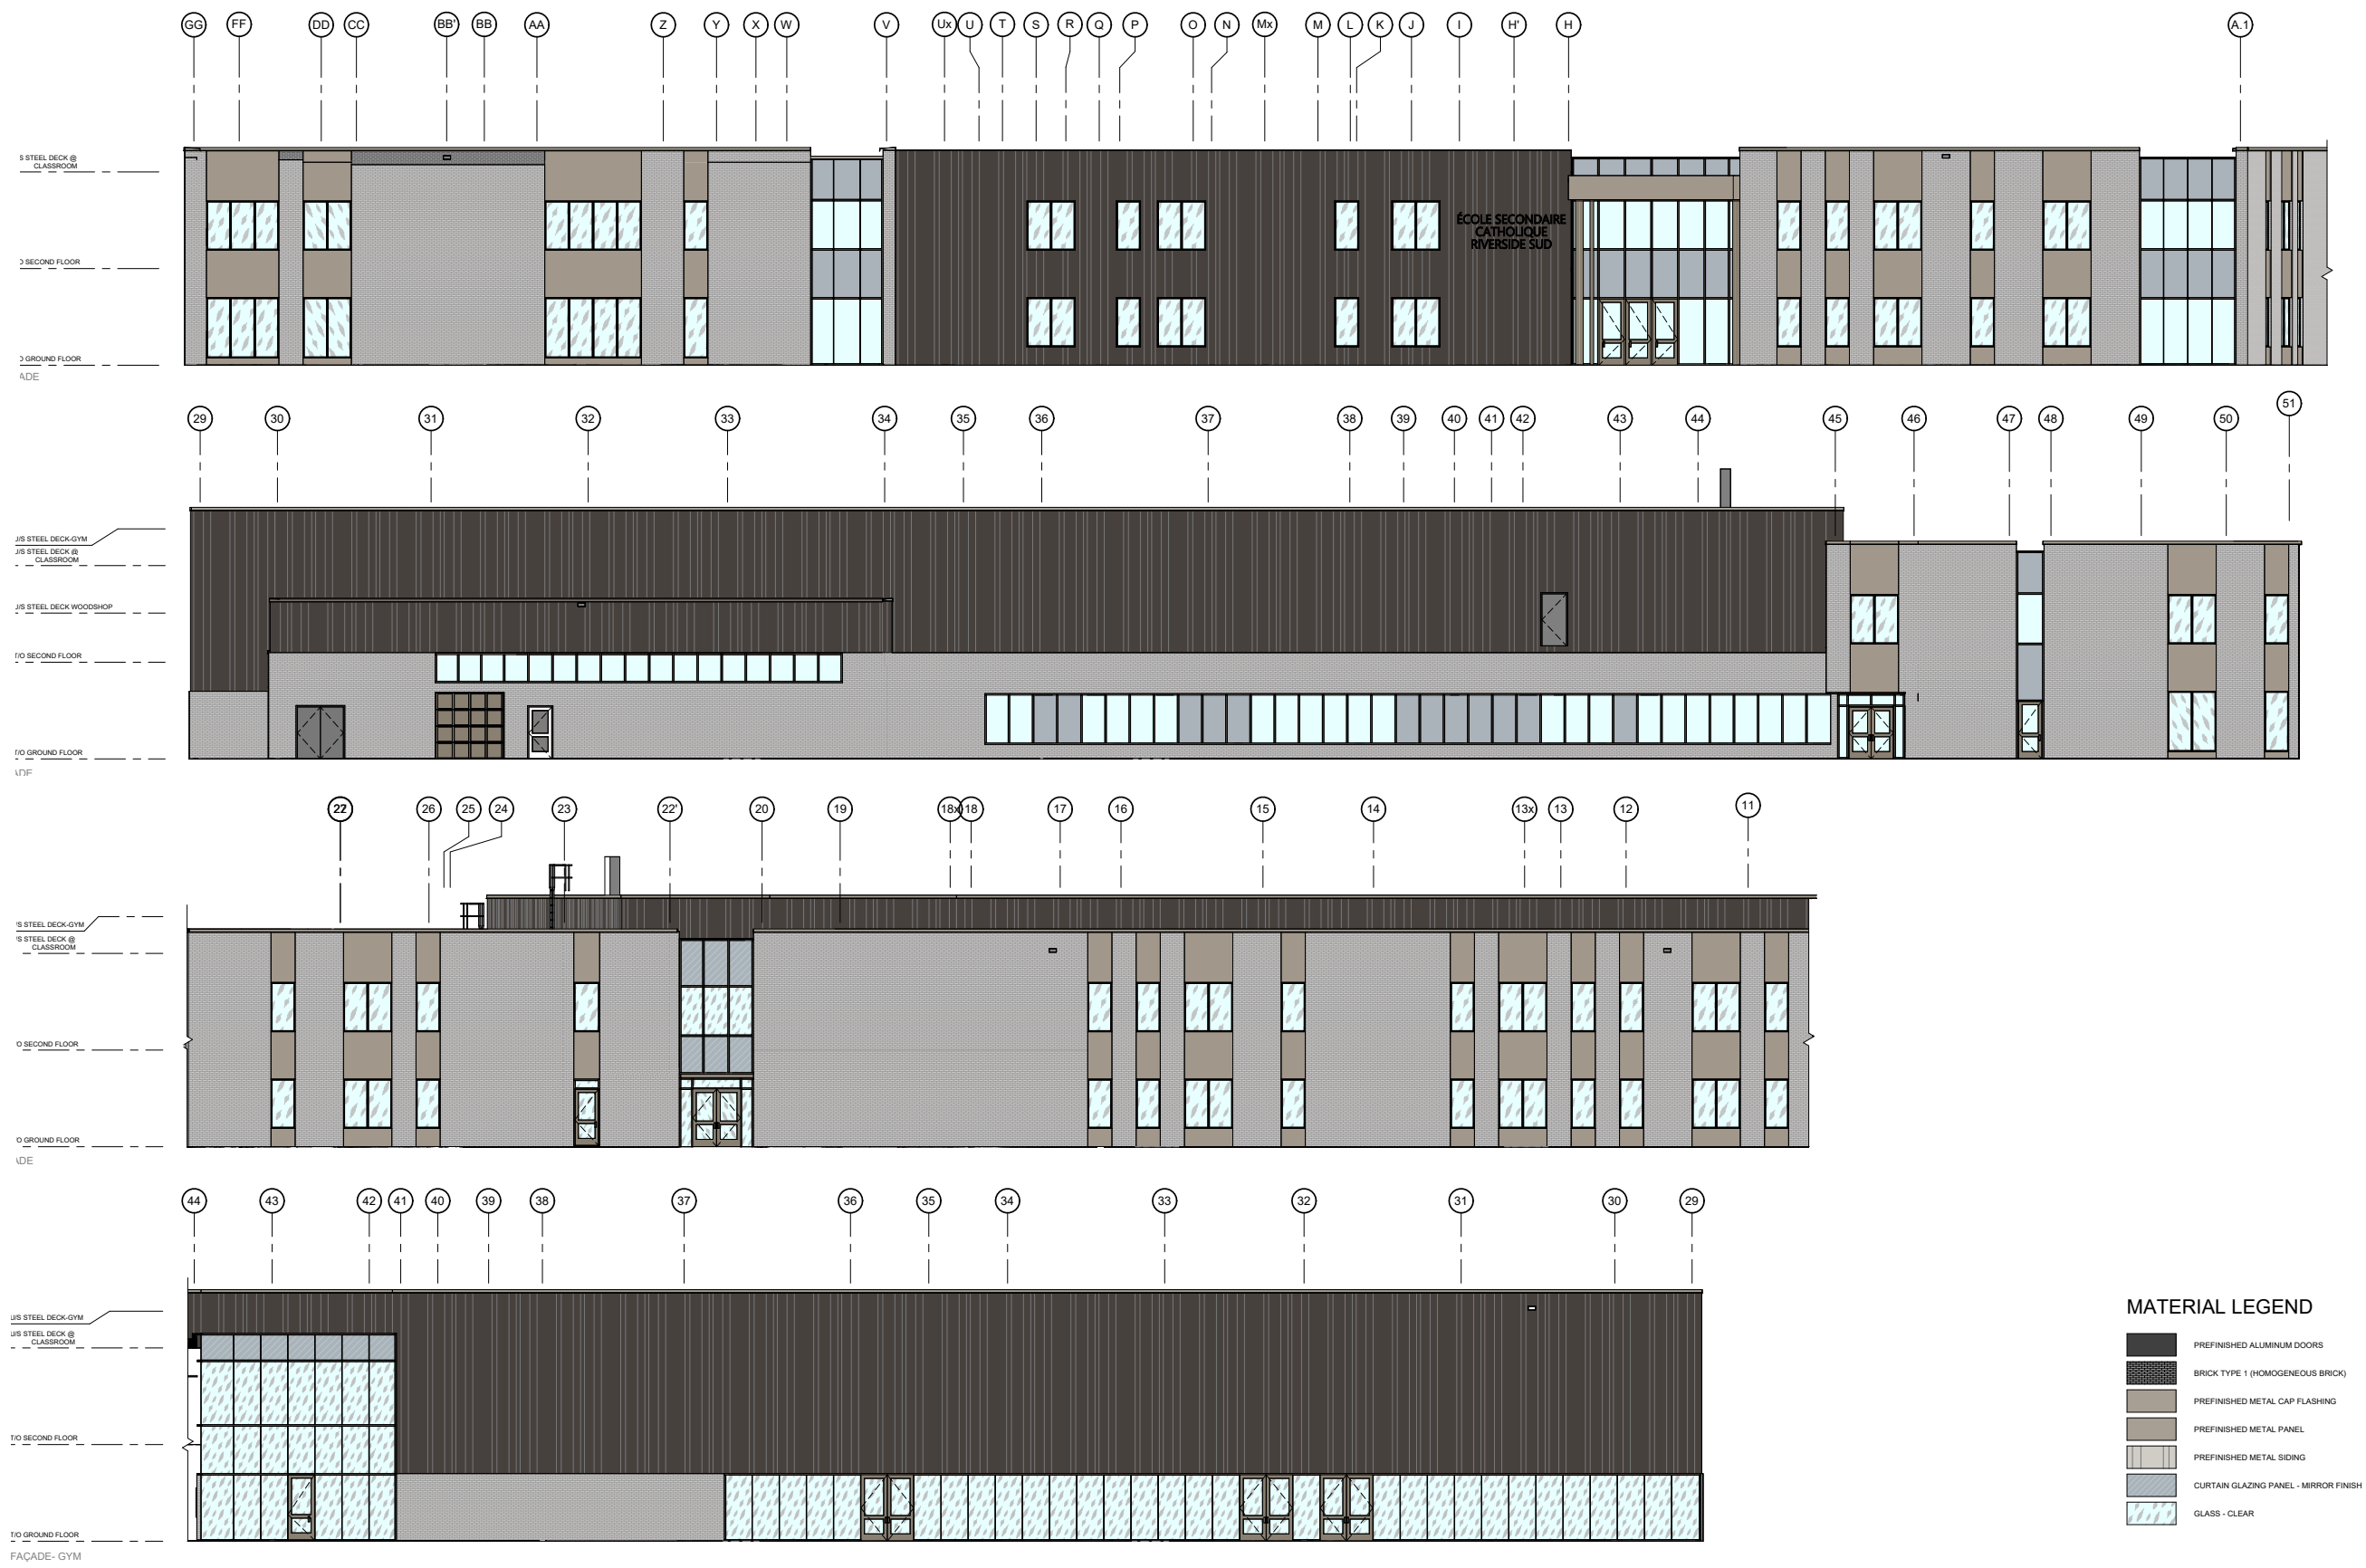 GG FF DD CC BB' BB AA Z Y X W V Ux U T S R Q P O N Mx M L K J I H' H A.1
S STEEL DECK @
CLASSROOM
ÉCOLE SECONDAIRE
CATHOLIQUE
RIVERSIDE SUD
O SECOND FLOOR
O GROUND FLOOR
ADE
29 30 31 32 33 34 35 36 37 38 39 40 41 42 43 44 45 46 47 48 49 50 51
J/S STEEL DECK-GYM
J/S STEEL DECK @
CLASSROOM
J/S STEEL DECK WOODSHOP
T/O SECOND FLOOR
T/O GROUND FLOOR
ADE
26 25 24 23 22' 20 19 18x 18 17 16 15 14 13x 13 12 11
/S STEEL DECK-GYM
/S STEEL DECK @
CLASSROOM
/O SECOND FLOOR
/O GROUND FLOOR
ADE
44 43 42 41 40 39 38 37 36 35 34 33 32 31 30 29
U/S STEEL DECK-GYM
U/S STEEL DECK @
CLASSROOM
T/O SECOND FLOOR
T/O GROUND FLOOR
FAÇADE- GYM
MATERIAL LEGEND
PREFINISHED ALUMINUM DOORS
BRICK TYPE 1 (HOMOGENEOUS BRICK)
PREFINISHED METAL CAP FLASHING
PREFINISHED METAL PANEL
PREFINISHED METAL SIDING
CURTAIN GLAZING PANEL - MIRROR FINISH
GLASS - CLEAR